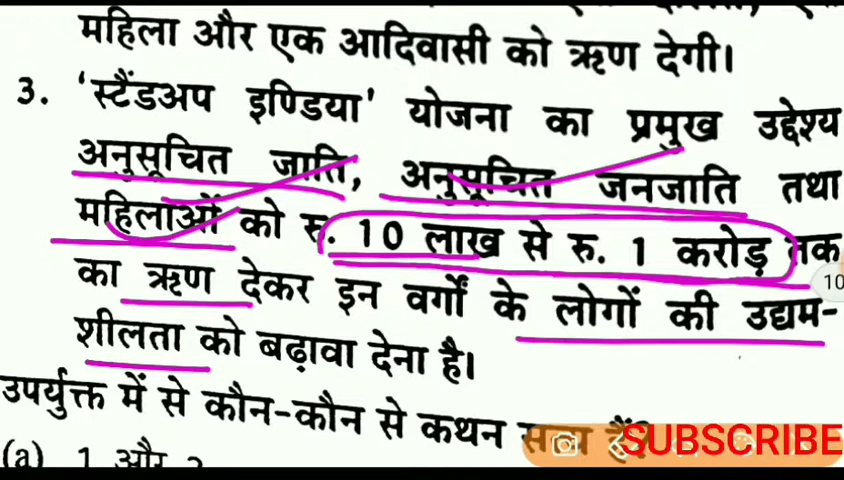 महिला और एक आदिवासी को ऋण देगी।
3. 'स्टैंडअप इण्डिया' योजना का प्रमुख उद्देश्य
अनुसूचित जाति, अनुसूचित जनजाति तथा
महिलाओं को रु. 10 लाख से रु. 1 करोड़ तक
10
का ऋण देकर इन वर्गों के लोगों की उद्यम-
शीलता को बढ़ावा देना है।
उपर्युक्त में से कौन-कौन से कथन सत्य हैं?
SUBSCRIBE
(a) 1 और